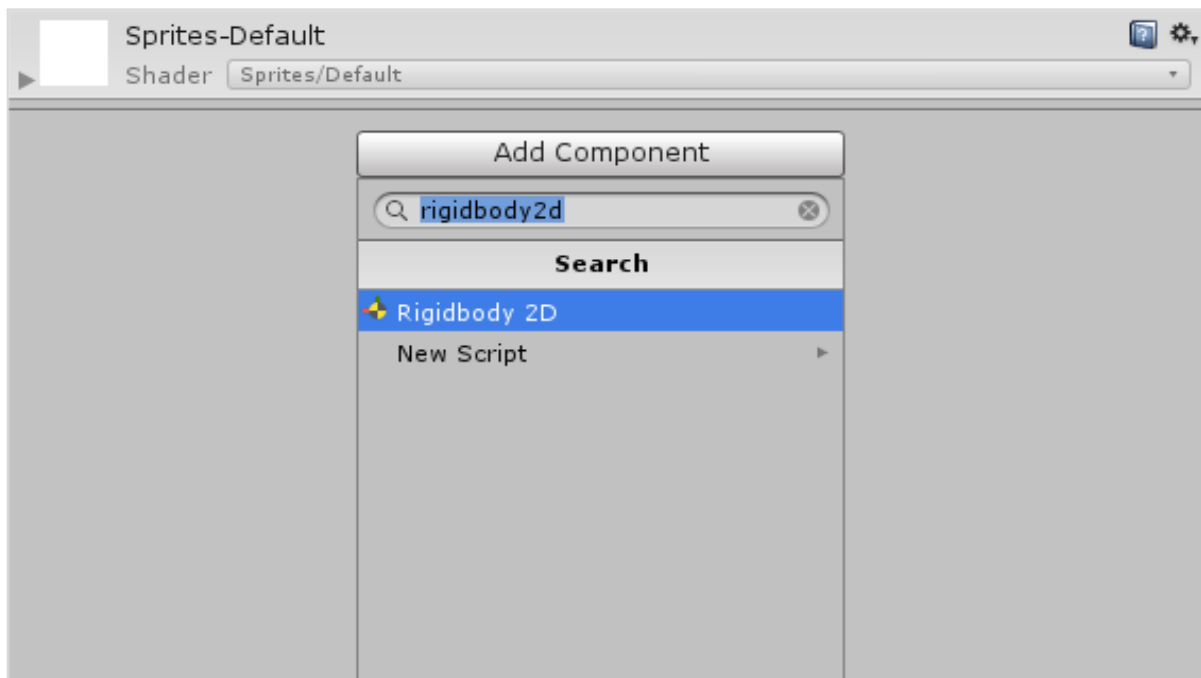 Sprites-Default
Shader Sprites/Default
Add Component
rigidbody2d
Search
Rigidbody 2D
New Script